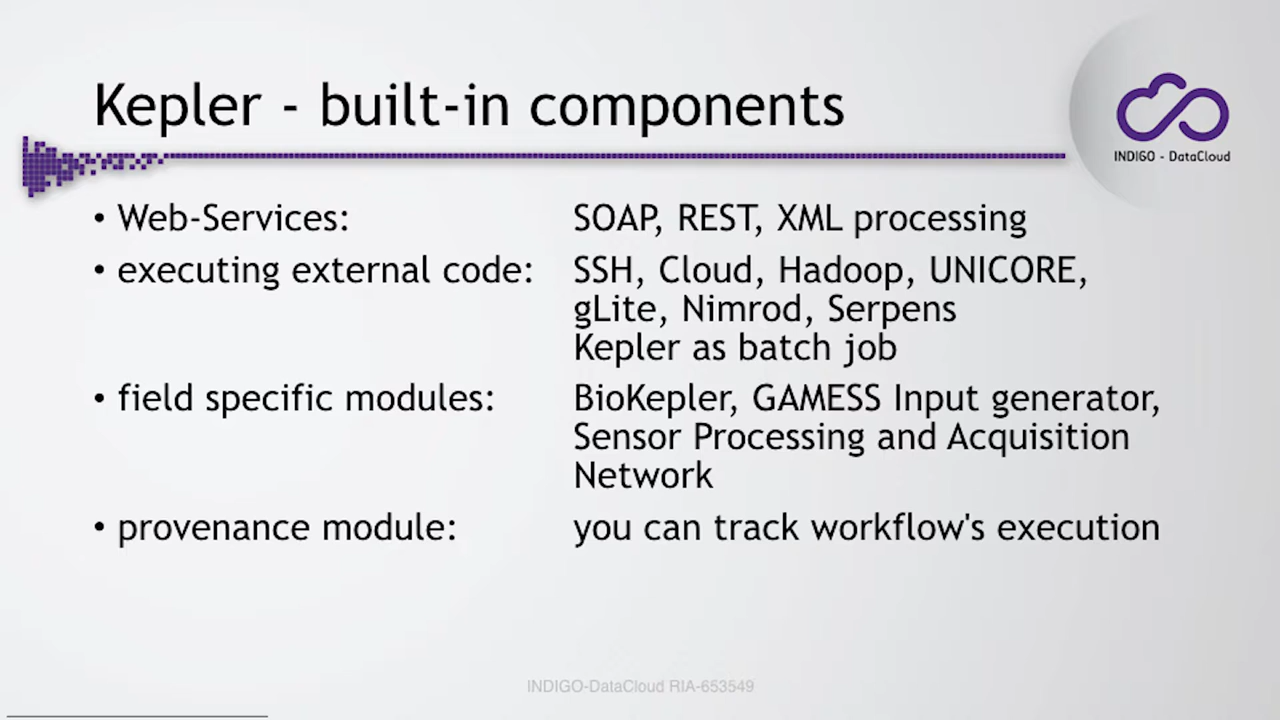 Kepler - built-in components
INDIGO - DataCloud
• Web-Services: SOAP, REST, XML processing
• executing external code: SSH, Cloud, Hadoop, UNICORE,
gLite, Nimrod, Serpens
Kepler as batch job
• field specific modules: BioKepler, GAMESS Input generator,
Sensor Processing and Acquisition
Network
• provenance module: you can track workflow's execution
INDIGO-DataCloud RIA-653549